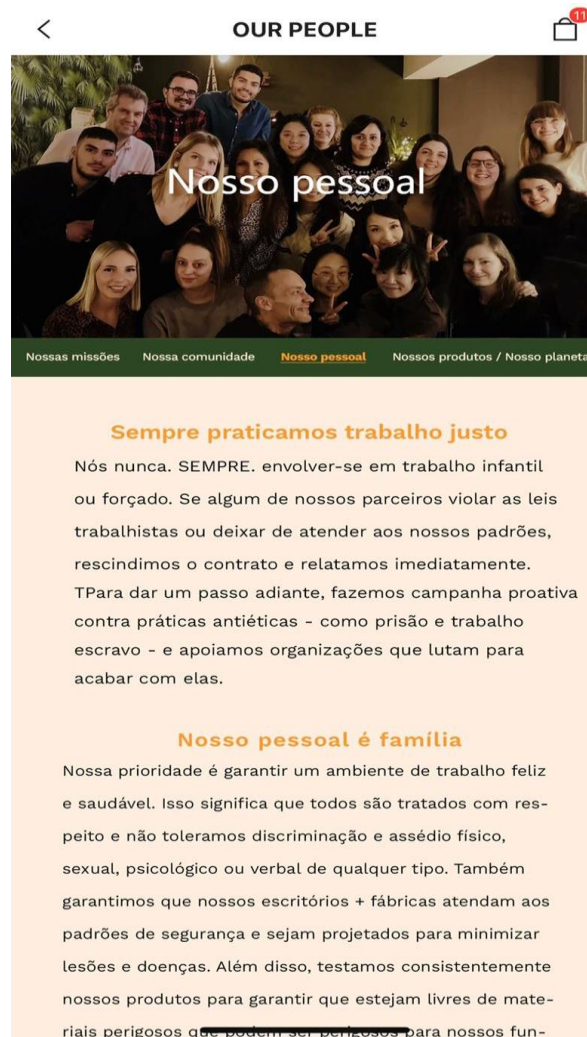 OUR PEOPLE
11
Nosso pessoal
Nossas missões Nossa comunidade Nosso pessoal Nossos produtos / Nosso planeta
Sempre praticamos trabalho justo
Nós nunca. SEMPRE. envolver-se em trabalho infantil
ou forçado. Se algum de nossos parceiros violar as leis
trabalhistas ou deixar de atender aos nossos padrões,
rescindimos o contrato e relatamos imediatamente.
TPara dar um passo adiante, fazemos campanha proativa
contra práticas antiéticas - como prisão e trabalho
escravo - e apoiamos organizações que lutam para
acabar com elas.
Nosso pessoal é família
Nossa prioridade é garantir um ambiente de trabalho feliz
e saudável. Isso significa que todos são tratados com res-
peito e não toleramos discriminação e assédio físico,
sexual, psicológico ou verbal de qualquer tipo. Também
garantimos que nossos escritórios + fábricas atendam aos
padrões de segurança e sejam projetados para minimizar
lesões e doenças. Além disso, testamos consistentemente
nossos produtos para garantir que estejam livres de mate-
riais perigosos que podem ser perigosos para nossos fun-